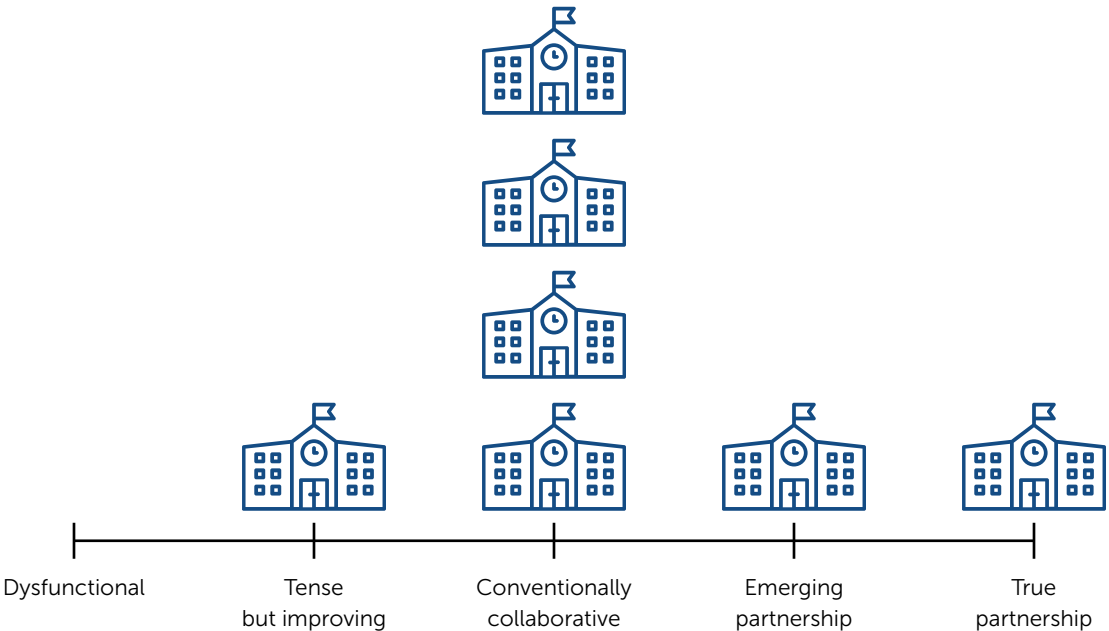 Dysfunctional
Tense
but improving
Conventionally
collaborative
Emerging
partnership
True
partnership